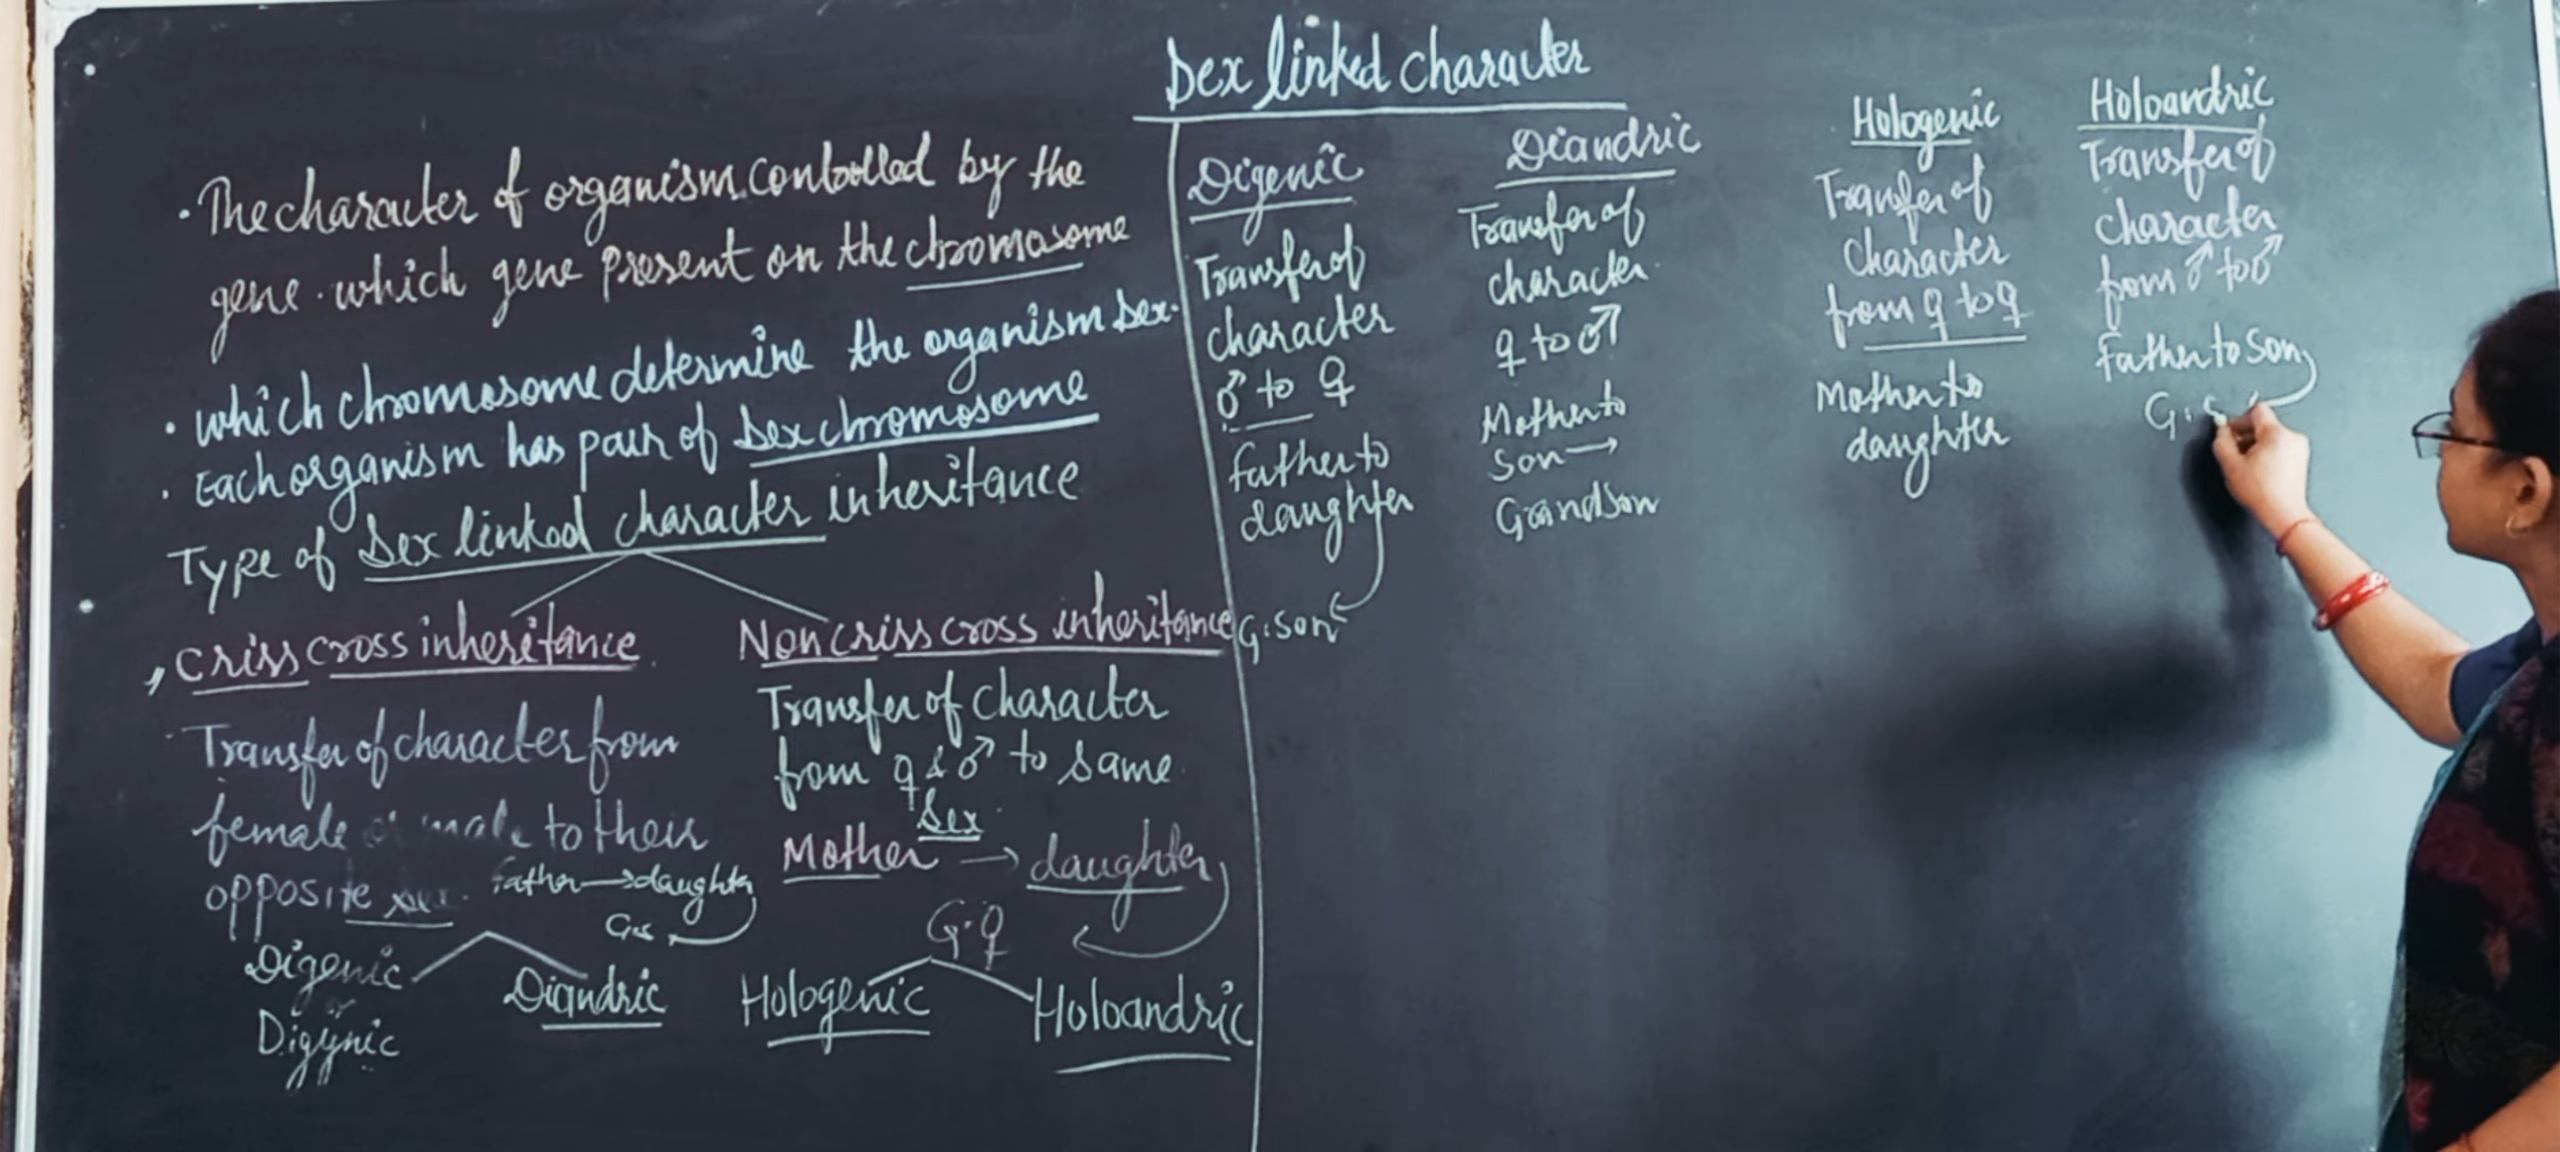 Sex linked character
· The character of organism controlled by the
gene. which gene present on the chromosome
· which chromosome determine the organism sex.
· Each organism has pair of Sex chromosome
Type of Sex linked character inheritance
Criss cross inheritance
Transfer of character from
female or male to their
opposite sex. Father → daughter
G.s
Digenic
or
Digynic
Diandric
Non criss cross inheritance
Transfer of character
from ♀ & ♂ to same
Sex
Mother → daughter
G.♀
Hologenic
Holoandric
Digenic
Transfer of
character
♂ to ♀
father to
daughter
G.son
Diandric
Transfer of
character
♀ to ♂
Mother to
Son →
Grandson
Hologenic
Transfer of
character
from ♀ to ♀
Mother to
daughter
Holoandric
Transfer of
character
from ♂ to ♂
Father to Son
G.S